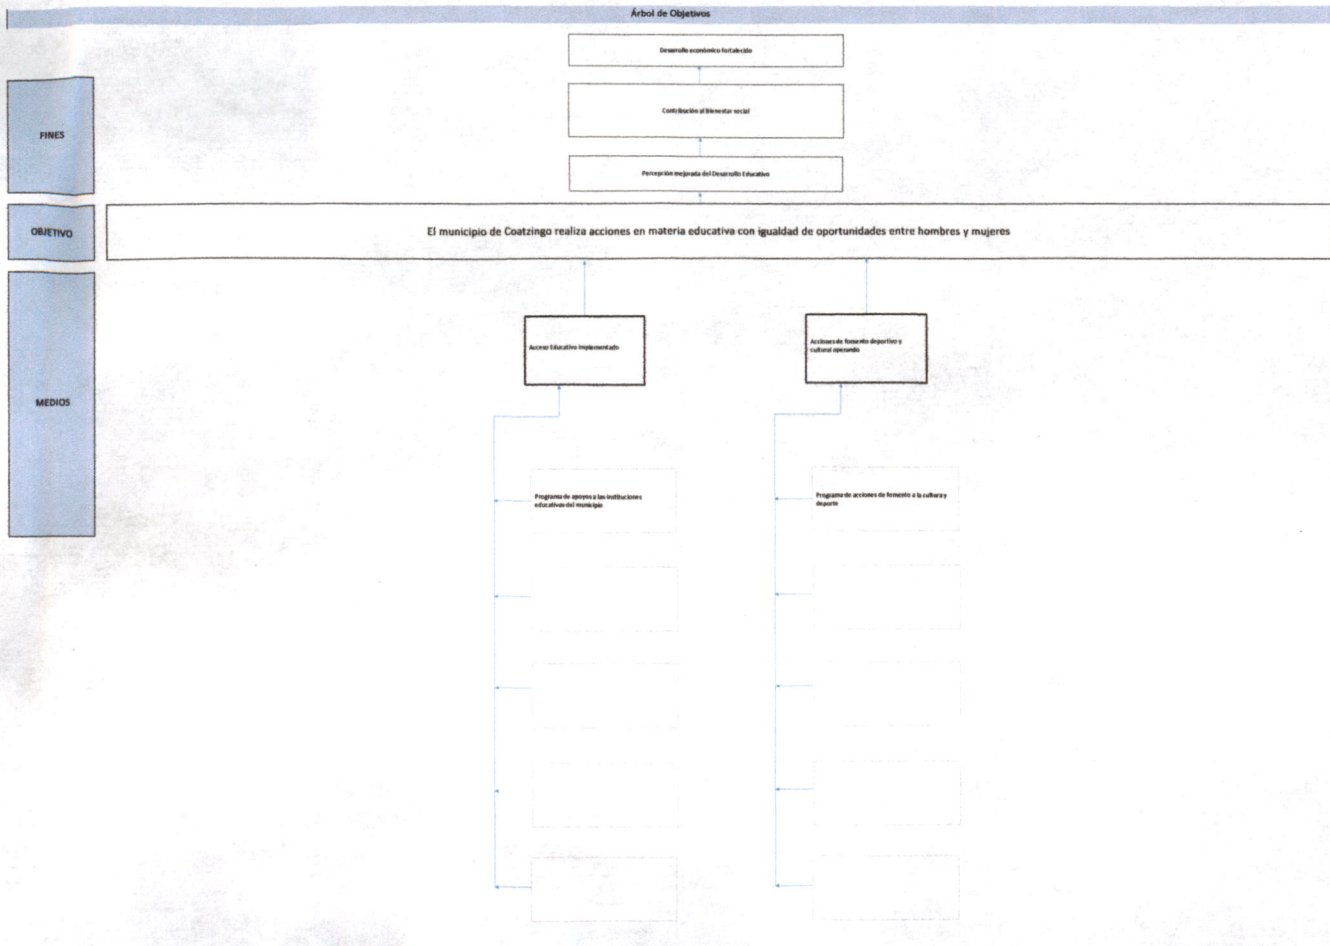 Árbol de Objetivos
Desarrollo económico fortalecido
FINES
Contribución al Bienestar social
Percepción mejorada del Desarrollo Educativo
OBJETIVO
El municipio de Coatzingo realiza acciones en materia educativa con igualdad de oportunidades entre hombres y mujeres
MEDIOS
Acceso Educativo Implementado
Acciones de fomento deportivo y
cultural operando
Programa de apoyos a las instituciones
educativas del municipio
Programa de acciones de fomento a la cultura y
deporte